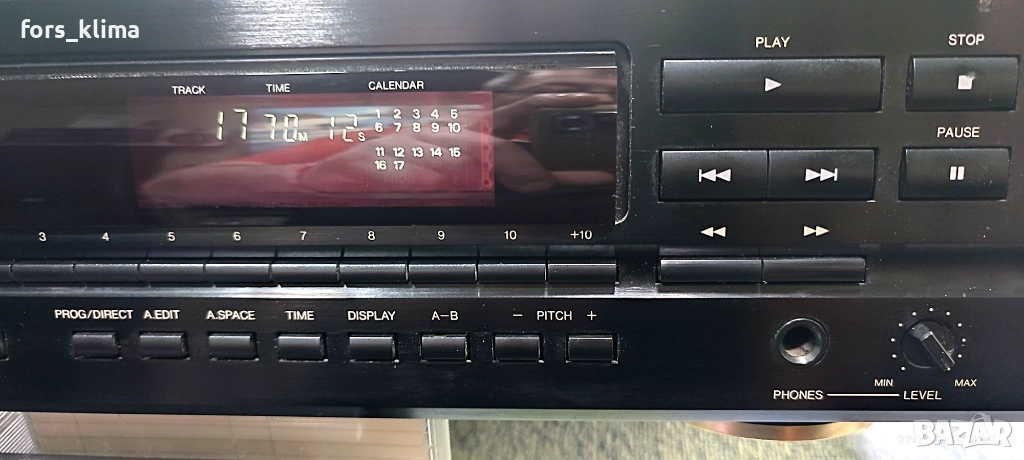 fors_klima
PLAY
STOP
TRACK TIME CALENDAR
17 70M 12S
1 2 3 4 5
6 7 8 9 10
11 12 13 14 15
16 17
PAUSE
3 4 5 6 7 8 9 10 +10
PROG/DIRECT A.EDIT A.SPACE TIME DISPLAY A-B - PITCH +
MIN MAX
PHONES LEVEL
BAZAR